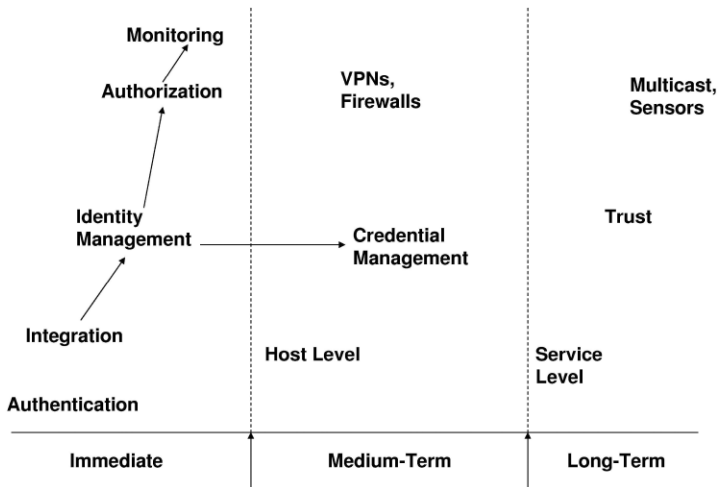 Monitoring
Authorization
Identity
Management
Integration
Authentication
VPNs,
Firewalls
Credential
Management
Host Level
Multicast,
Sensors
Trust
Service
Level
Immediate
Medium-Term
Long-Term